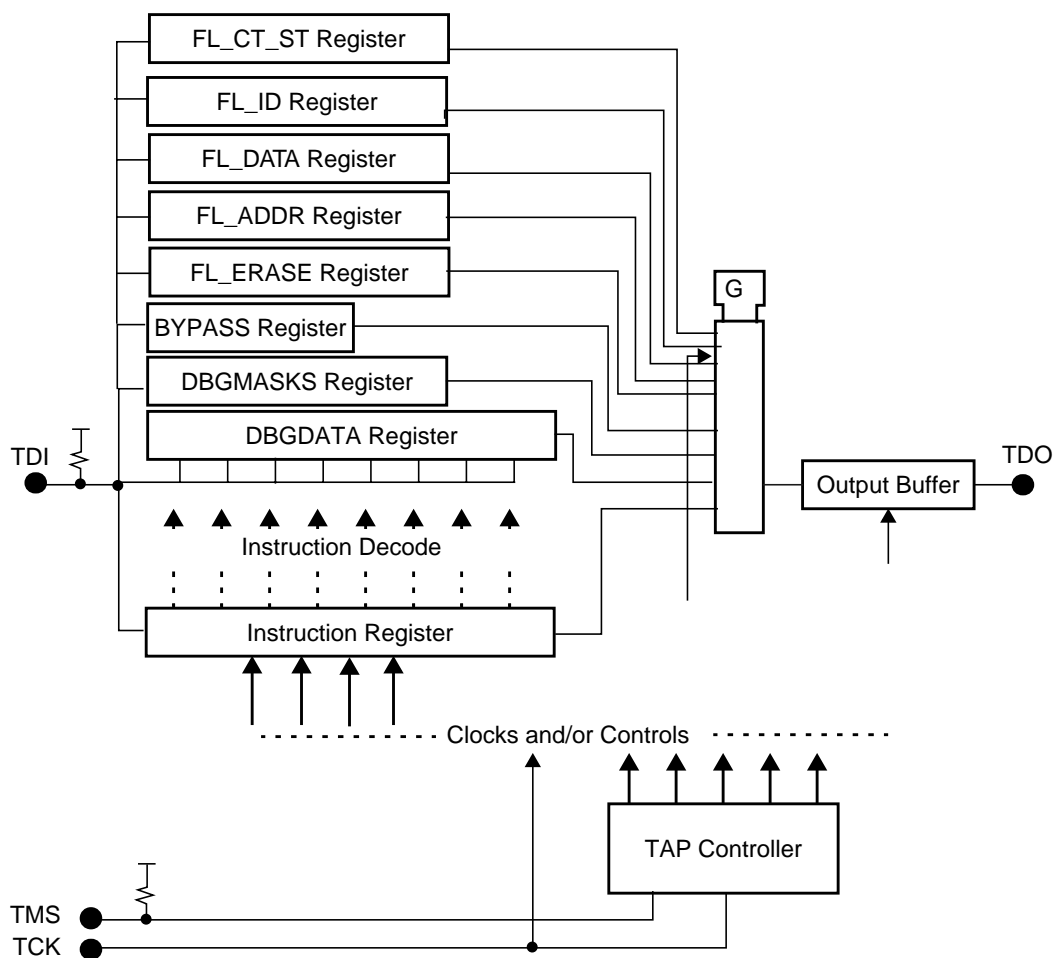 FL_CT_ST Register
FL_ID Register
FL_DATA Register
FL_ADDR Register
FL_ERASE Register
G
BYPASS Register
DBGMASKS Register
DBGDATA Register
TDI
TDO
Output Buffer
Instruction Decode
Instruction Register
Clocks and/or Controls
TAP Controller
TMS
TCK